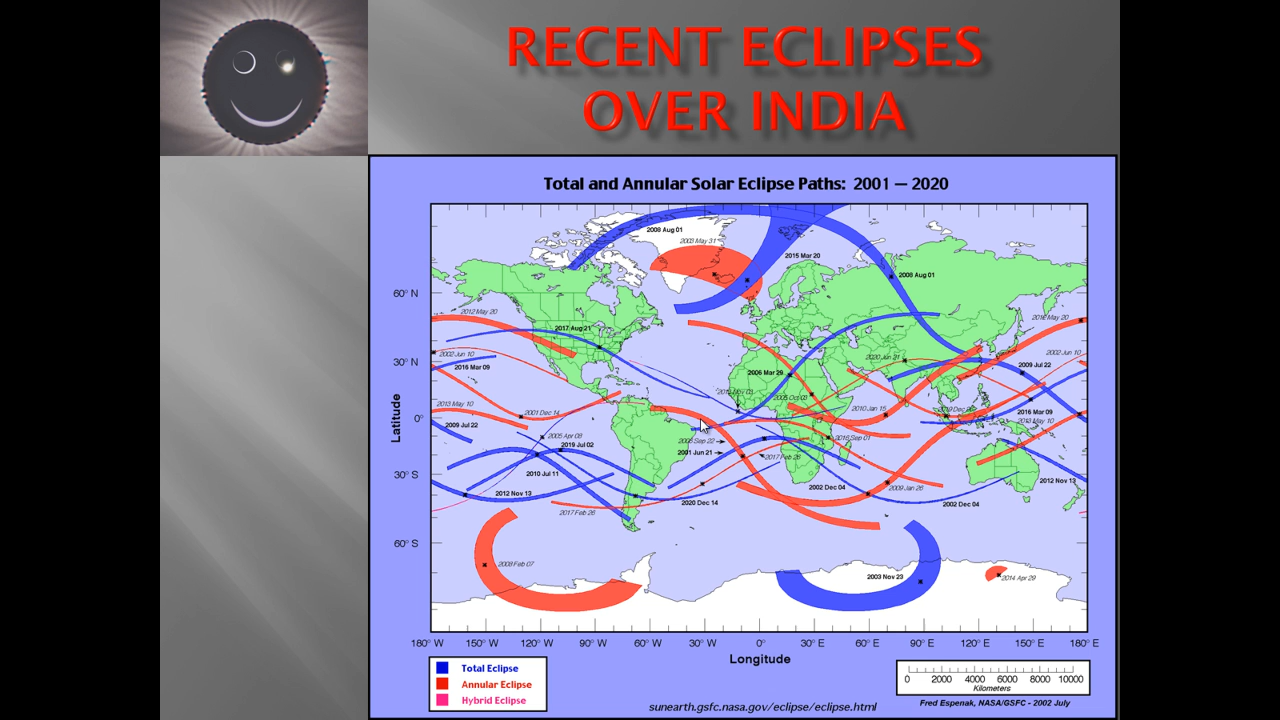 RECENT ECLIPSES
OVER INDIA
Total and Annular Solar Eclipse Paths: 2001 — 2020
2008 Aug 01
2003 May 31
2015 Mar 20
2008 Aug 01
60° N
2012 May 20
2012 May 20
2017 Aug 21
2002 Jun 10
2002 Jun 10
2020 Jun 21
30° N
2016 Mar 09
2006 Mar 29
2009 Jul 22
2005 Oct 03
2013 May 10
2001 Dec 14
2010 Jan 15
2016 Mar 09
0°
2009 Jul 22
2005 Apr 08
2019 Jul 02
2006 Sep 22
2016 Sep 01
2001 Jun 21
2017 Feb 26
30° S
2010 Jul 11
2012 Nov 13
2012 Nov 13
2002 Dec 04
2009 Jan 26
2020 Dec 14
2002 Dec 04
2017 Feb 26
60° S
2008 Feb 07
2003 Nov 23
2014 Apr 29
Latitude
180° W 150° W 120° W 90° W 60° W 30° W 0° 30° E 60° E 90° E 120° E 150° E 180° E
Longitude
Total Eclipse
Annular Eclipse
Hybrid Eclipse
0 2000 4000 6000 8000 10000
Kilometers
sunearth.gsfc.nasa.gov/eclipse/eclipse.html
Fred Espenak, NASA/GSFC - 2002 July